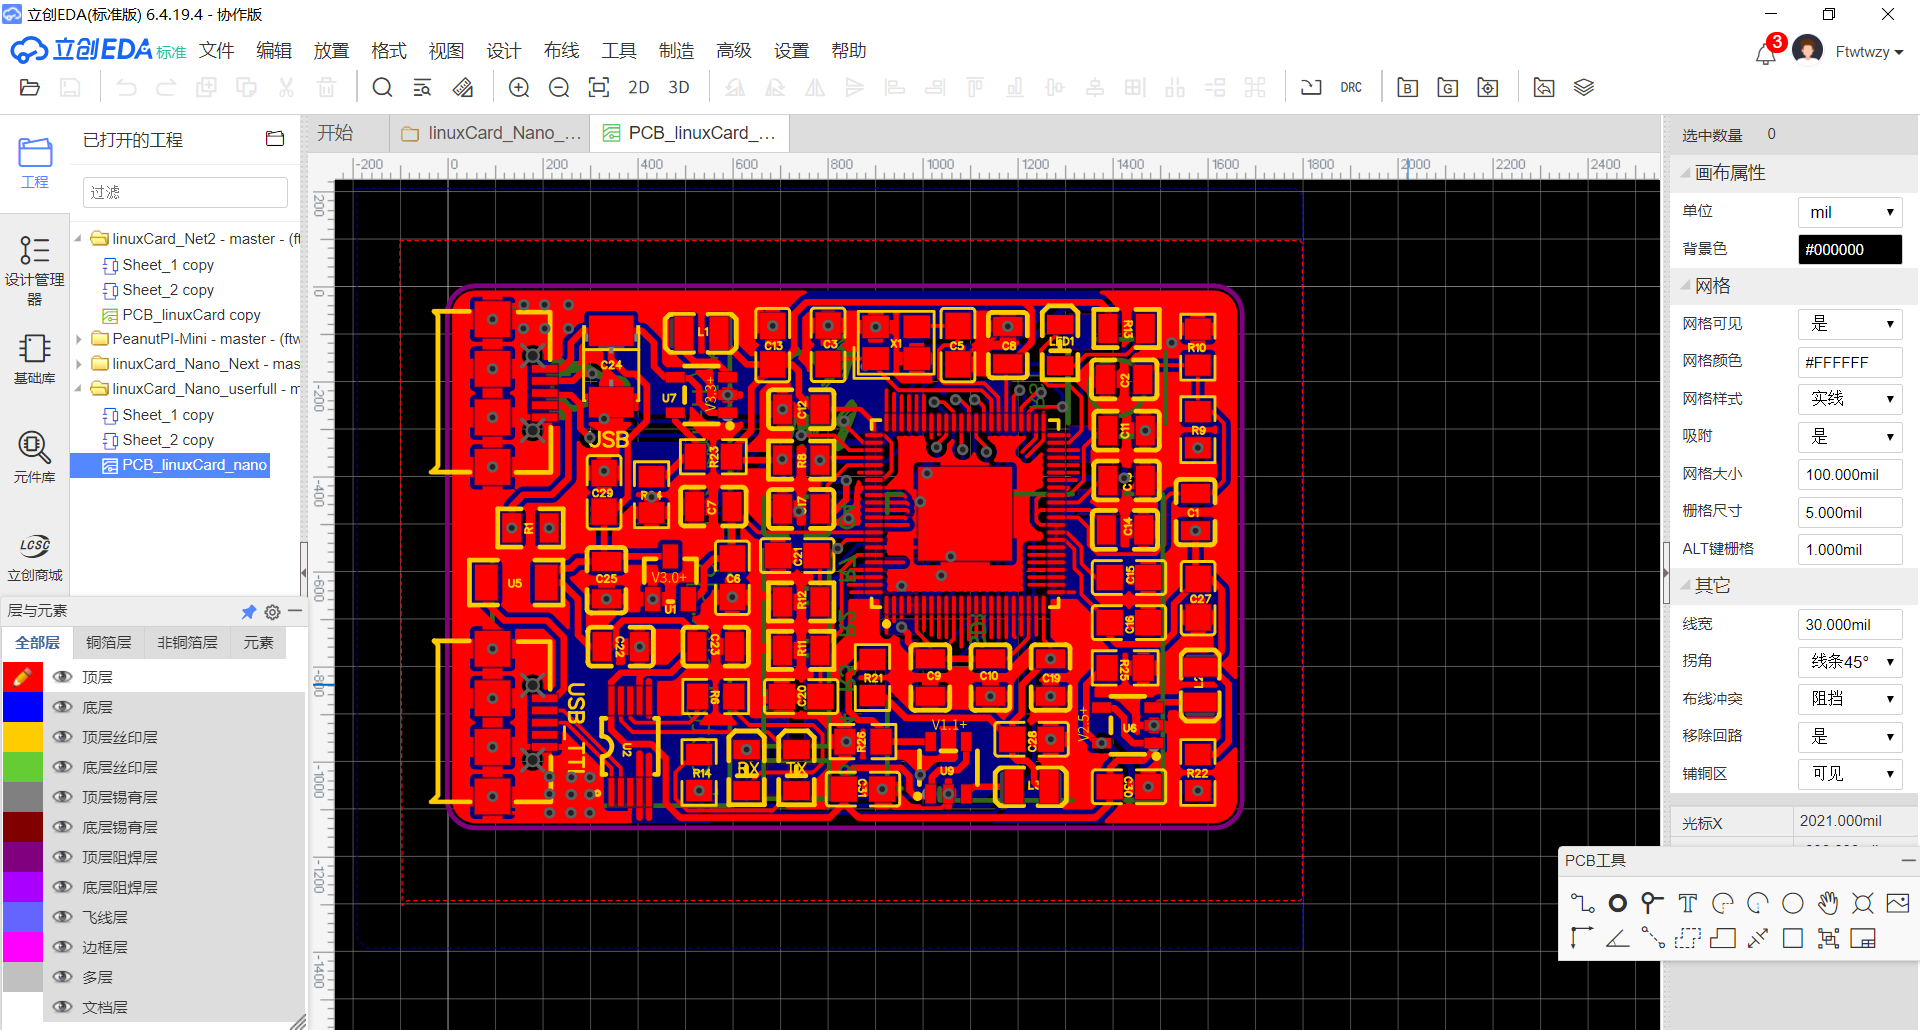 立创EDA(标准版) 6.4.19.4 - 协作版
立创EDA 标准 文件 编辑 放置 格式 视图 设计 布线 工具 制造 高级 设置 帮助
3 Ftwtwzy
2D 3D DRC B G
开始 linuxCard_Nano_... PCB_linuxCard_...
工程
设计管理器
基础库
元件库
LCSC
立创商城
已打开的工程
过滤
linuxCard_Net2 - master - (ft
Sheet_1 copy
Sheet_2 copy
PCB_linuxCard copy
PeanutPI-Mini - master - (ftw
linuxCard_Nano_Next - mas
linuxCard_Nano_userfull - m
Sheet_1 copy
Sheet_2 copy
PCB_linuxCard_nano
层与元素
全部层 铜箔层 非铜箔层 元素
顶层
底层
顶层丝印层
底层丝印层
顶层锡膏层
底层锡膏层
顶层阻焊层
底层阻焊层
飞线层
边框层
多层
文档层
-200 0 200 400 600 800 1000 1200 1400 1600 1800 2000 2200 2400
200
0
-200
-400
-600
-800
-1000
-1200
-1400
L1 C13 C3 X1 C5 C8 LED1 R13 R10
C24 U7 V3.3+ C12 C2 R9
USB R23 R8 C11
C29 C7 C14 C1
R1 C21 C15
U5 C25 V3.0+ C6 R12 C27
C22 C23 R11 C16
R6 C20 R21 C9 C10 C19 R25
USB_TTL U2 V1.1+ V2.5+ U6
R14 RX TX R26 U9 C28 R22
C31 C30
选中数量 0
画布属性
单位 mil
背景色 #000000
网格
网格可见 是
网格颜色 #FFFFFF
网格样式 实线
吸附 是
网格大小 100.000mil
栅格尺寸 5.000mil
ALT键栅格 1.000mil
其它
线宽 30.000mil
拐角 线条45°
布线冲突 阻挡
移除回路 是
铺铜区 可见
光标X 2021.000mil
PCB工具